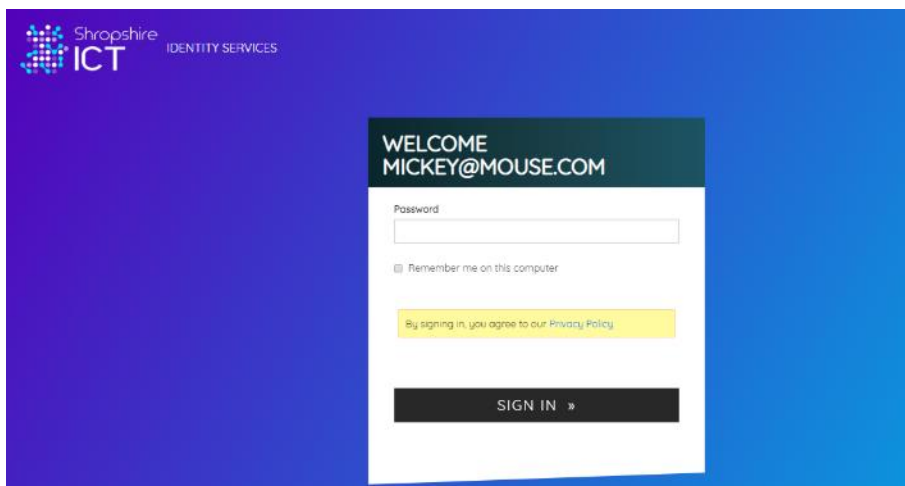 Shropshire
ICT
IDENTITY SERVICES
WELCOME
MICKEY@MOUSE.COM
Password
Remember me on this computer
By signing in, you agree to our Privacy Policy
SIGN IN »